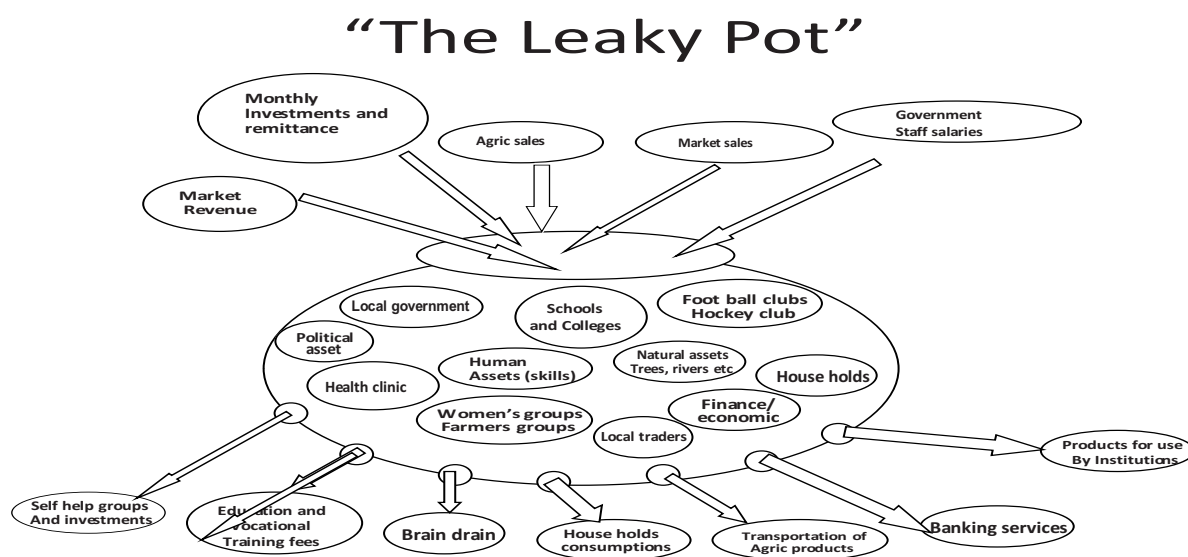 “The Leaky Pot”
Monthly
Investments and
remittance
Agric sales
Market sales
Government
Staff salaries
Market
Revenue
Local government
Schools
and Colleges
Foot ball clubs
Hockey club
Political
asset
Human
Assets (skills)
Natural assets
Trees, rivers etc
House holds
Health clinic
Women’s groups
Farmers groups
Finance/
economic
Local traders
Products for use
By Institutions
Self help groups
And investments
Education and
Vocational
Training fees
Brain drain
House holds
consumptions
Transportation of
Agric products
Banking services